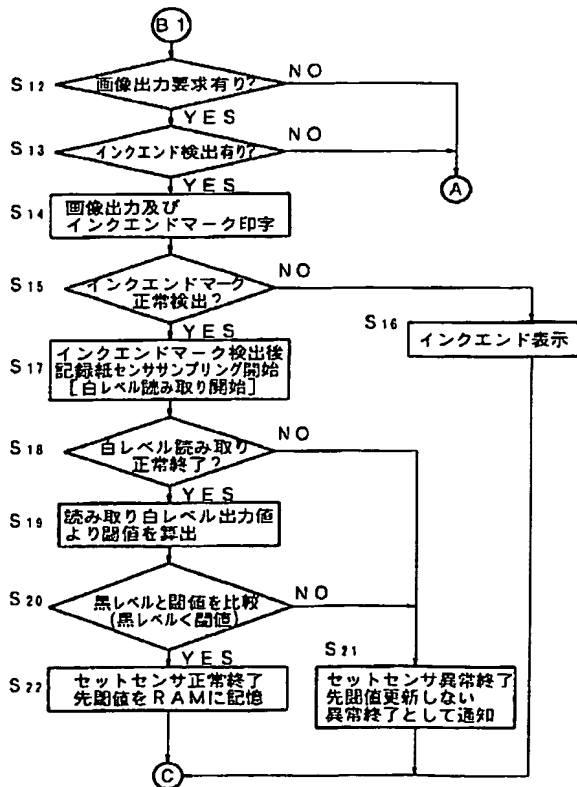 B1
S12
画像出力要求有り?
NO
YES
S13
インクエンド検出有り?
NO
YES
A
S14
画像出力及び
インクエンドマーク印字
S15
インクエンドマーク
正常検出?
NO
YES
S16
インクエンド表示
S17
インクエンドマーク検出後
記録紙センササンプリング開始
[白レベル読み取り開始]
S18
白レベル読み取り
正常終了?
NO
YES
S19
読み取り白レベル出力値
より閾値を算出
S20
黒レベルと閾値を比較
(黒レベル<閾値)
NO
YES
S21
セットセンサ異常終了
先閾値更新しない
異常終了として通知
S22
セットセンサ正常終了
先閾値をRAMに記憶
C